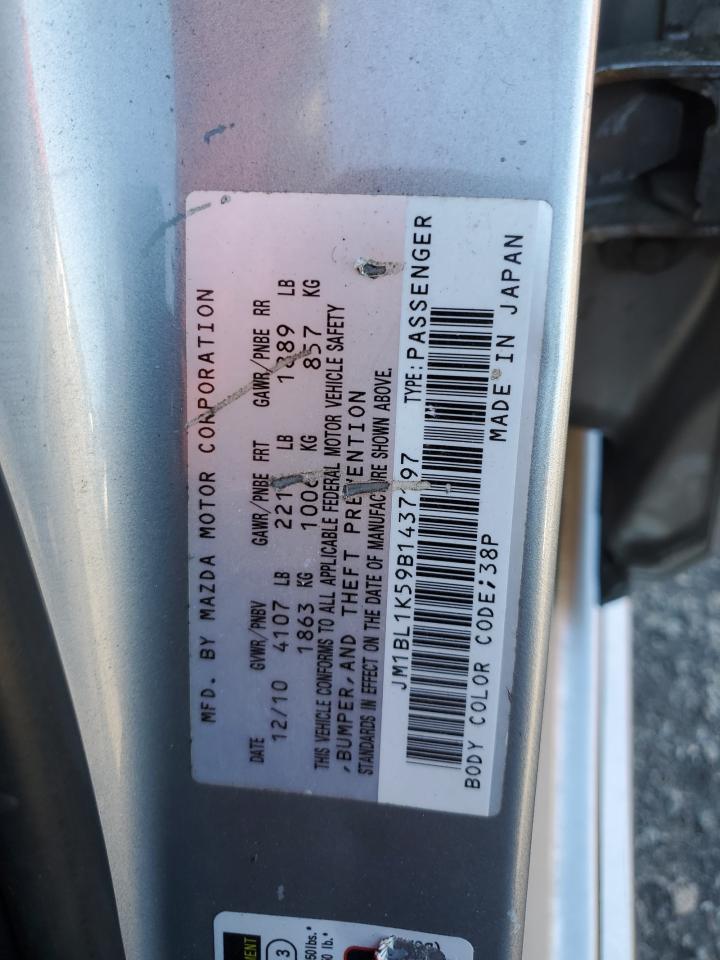 MFD. BY MAZDA MOTOR CORPORATION
DATE GVWR/PNBV GAWR/PNBE FRT GAWR/PNBE RR
12/10 4107 LB LB LB
1863 KG KG 857 KG
THIS VEHICLE CONFORMS TO ALL APPLICABLE FEDERAL MOTOR VEHICLE SAFETY
,BUMPER,AND THEFT PREVENTION
STANDARDS IN EFFECT ON THE DATE OF MANUFACTURE SHOWN ABOVE.
TYPE:PASSENGER
BODY COLOR CODE;38P MADE IN JAPAN
3